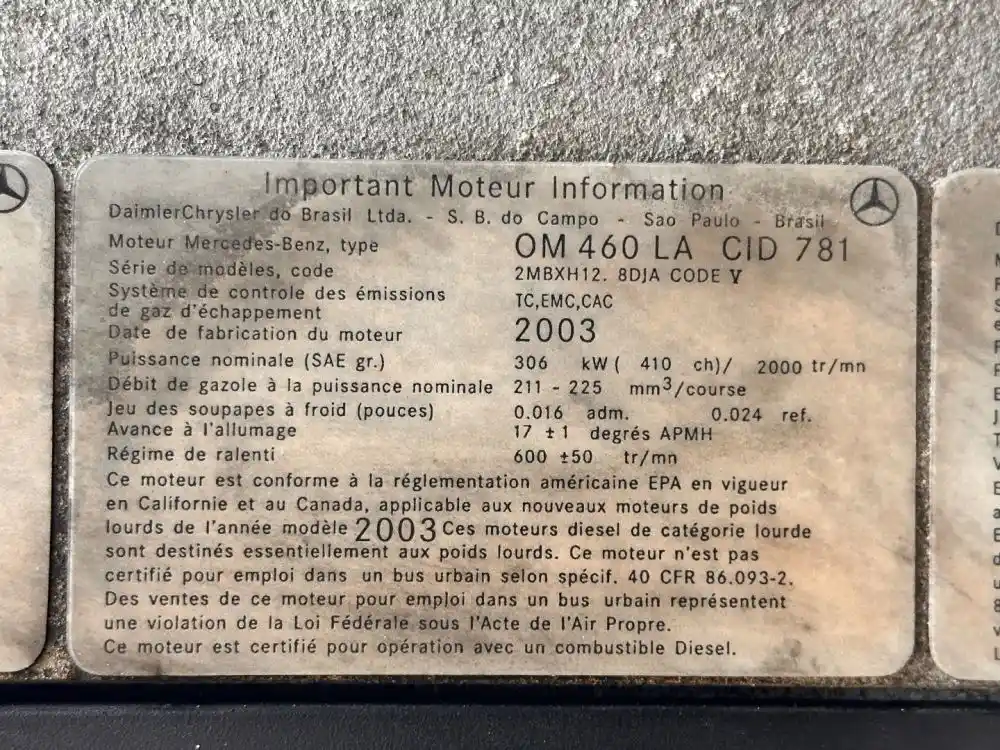 Important Moteur Information
DaimlerChrysler do Brasil Ltda. - S. B. do Campo - Sao Paulo - Brasil
Moteur Mercedes-Benz, type OM 460 LA CID 781
Série de modèles, code 2MBXH12. 8DJA CODE Y
Système de controle des émissions
de gaz d'échappement TC,EMC,CAC
Date de fabrication du moteur 2003
Puissance nominale (SAE gr.) 306 kW ( 410 ch)/ 2000 tr/mn
Débit de gazole à la puissance nominale 211 - 225 mm³/course
Jeu des soupapes à froid (pouces) 0.016 adm. 0.024 ref.
Avance à l'allumage 17 ±1 degrés APMH
Régime de ralenti 600 ±50 tr/mn
Ce moteur est conforme à la réglementation américaine EPA en vigueur
en Californie et au Canada, applicable aux nouveaux moteurs de poids
lourds de l'année modèle 2003 Ces moteurs diesel de catégorie lourde
sont destinés essentiellement aux poids lourds. Ce moteur n'est pas
certifié pour emploi dans un bus urbain selon spécif. 40 CFR 86.093-2.
Des ventes de ce moteur pour emploi dans un bus urbain représentent
une violation de la Loi Fédérale sous l'Acte de l'Air Propre.
Ce moteur est certifié pour opération avec un combustible Diesel.